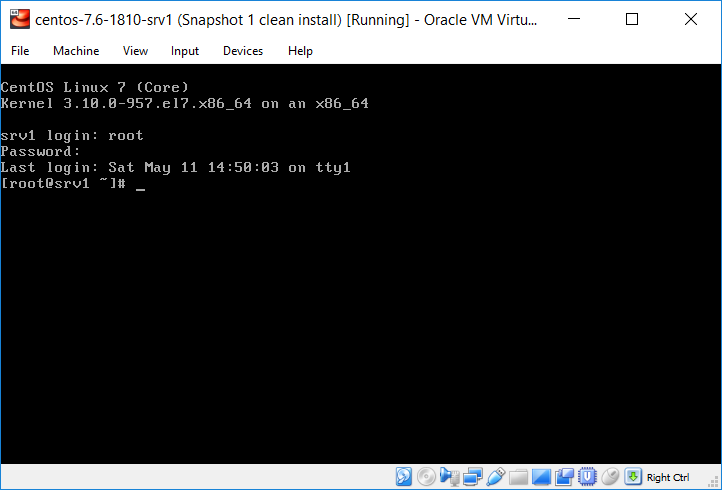 centos-7.6-1810-srv1 (Snapshot 1 clean install) [Running] - Oracle VM Virtu...
File Machine View Input Devices Help
CentOS Linux 7 (Core)
Kernel 3.10.0-957.el7.x86_64 on an x86_64
srv1 login: root
Password:
Last login: Sat May 11 14:50:03 on tty1
[root@srv1 ~]# _
Right Ctrl